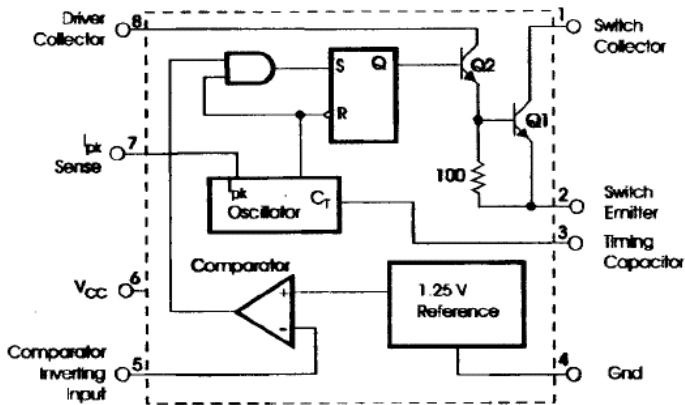 Driver
Collector
8
1
Switch
Collector
S
Q
Q2
R
Q1
Ipk
Sense
7
100
Ipk
Oscillator
CT
2
Switch
Emitter
3
Timing
Capacitor
Comparator
VCC
6
+
-
1.25 V
Reference
Comparator
Inverting
Input
5
4
Gnd